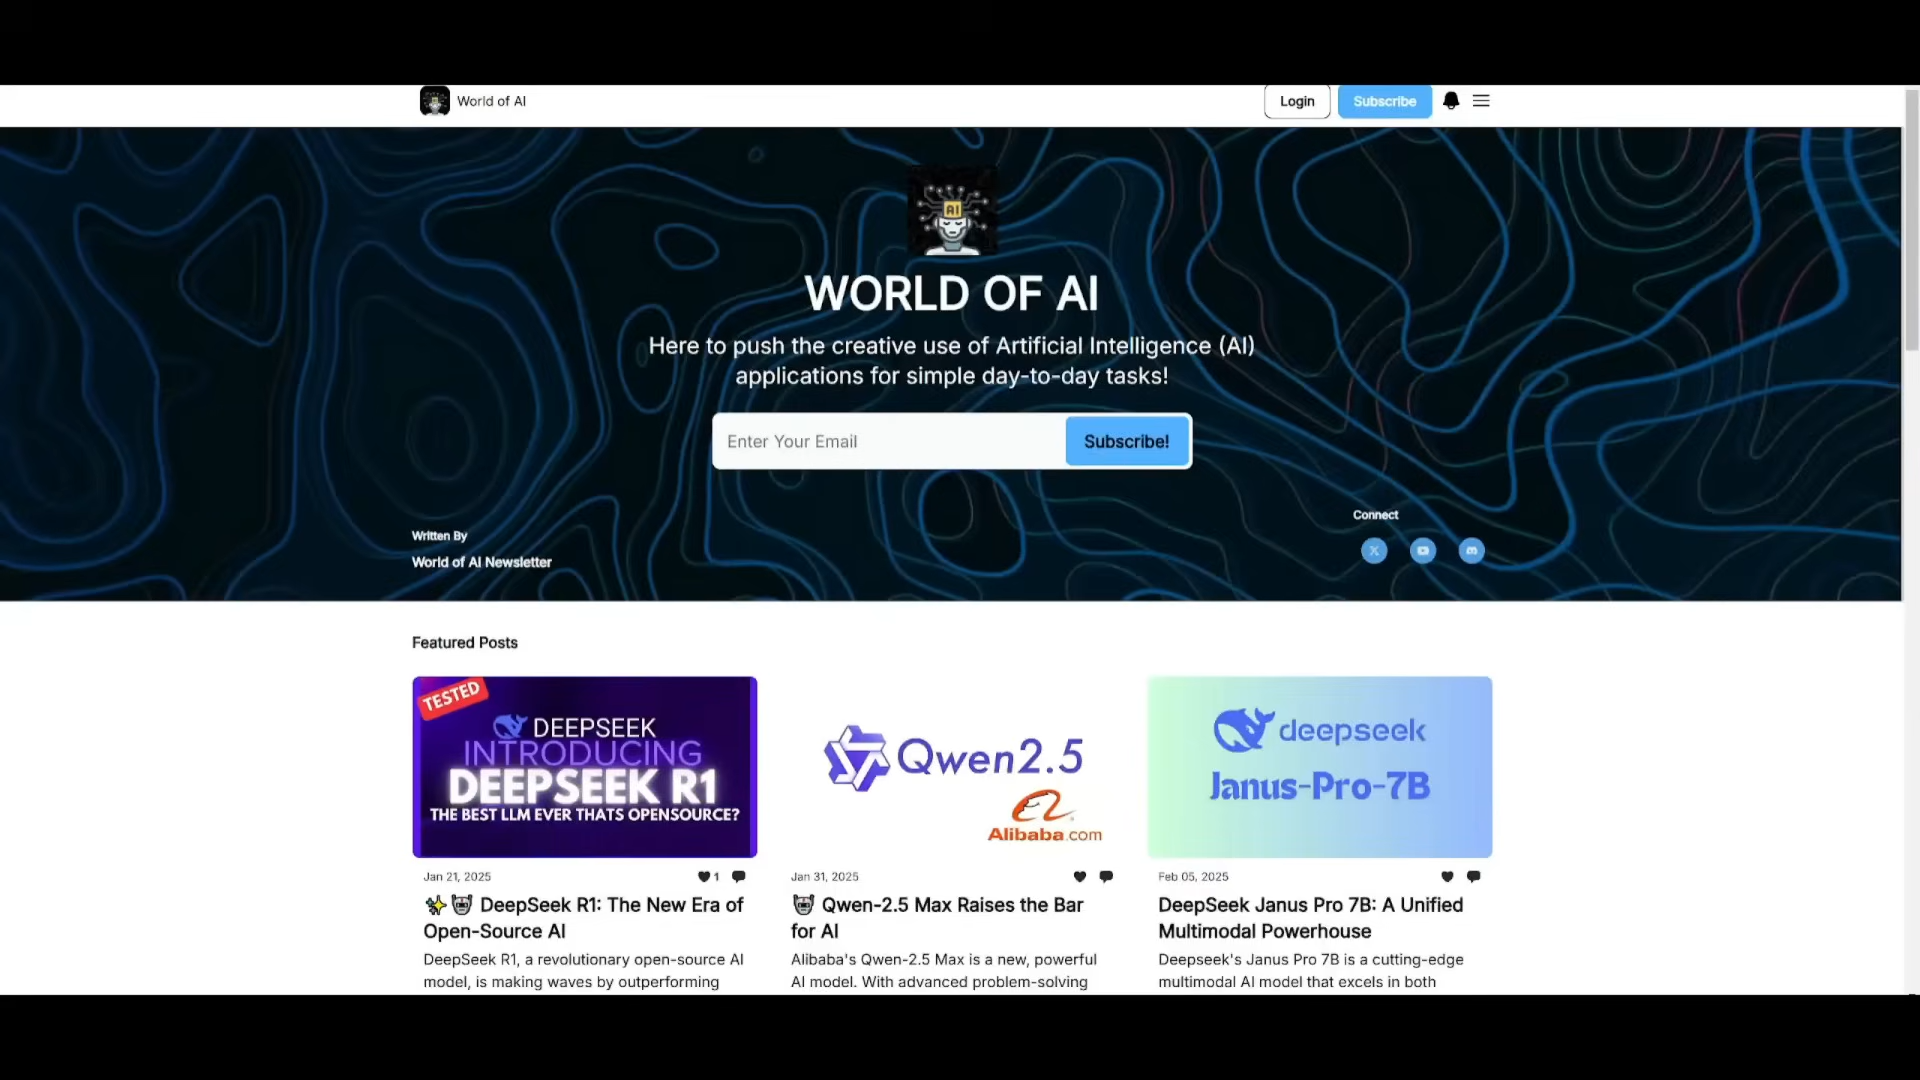 World of AI
Login
Subscribe
AI
WORLD OF AI
Here to push the creative use of Artificial Intelligence (AI)
applications for simple day-to-day tasks!
Enter Your Email
Subscribe!
Connect
Written By
World of AI Newsletter
Featured Posts
TESTED
DEEPSEEK
INTRODUCING
DEEPSEEK R1
THE BEST LLM EVER THATS OPENSOURCE?
Jan 21, 2025
1
✨🤖 DeepSeek R1: The New Era of
Open-Source AI
DeepSeek R1, a revolutionary open-source AI
model, is making waves by outperforming
Qwen2.5
Alibaba.com
Jan 31, 2025
🤖 Qwen-2.5 Max Raises the Bar
for AI
Alibaba's Qwen-2.5 Max is a new, powerful
AI model. With advanced problem-solving
deepseek
Janus-Pro-7B
Feb 05, 2025
DeepSeek Janus Pro 7B: A Unified
Multimodal Powerhouse
Deepseek's Janus Pro 7B is a cutting-edge
multimodal AI model that excels in both